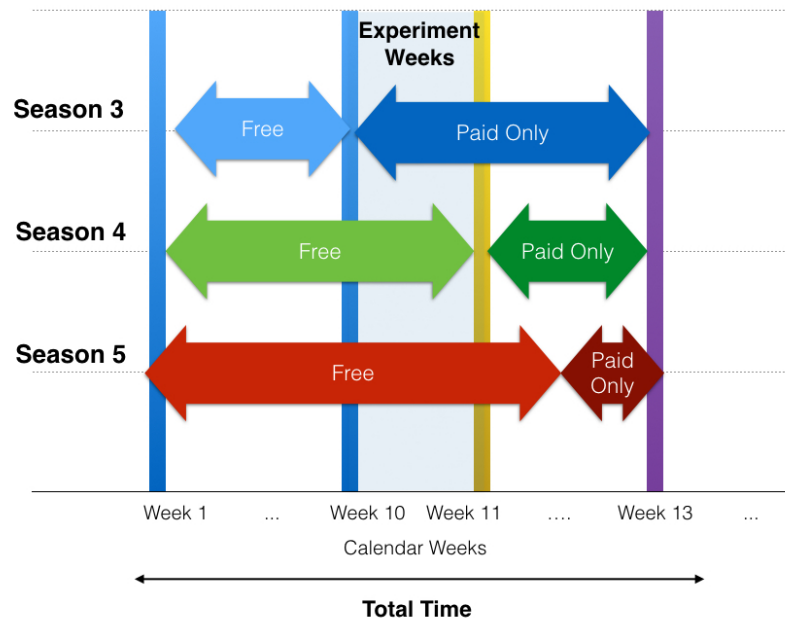 Experiment
Weeks
Season 3
Free
Paid Only
Season 4
Free
Paid Only
Season 5
Free
Paid
Only
Week 1
...
Week 10
Week 11
....
Week 13
...
Calendar Weeks
Total Time